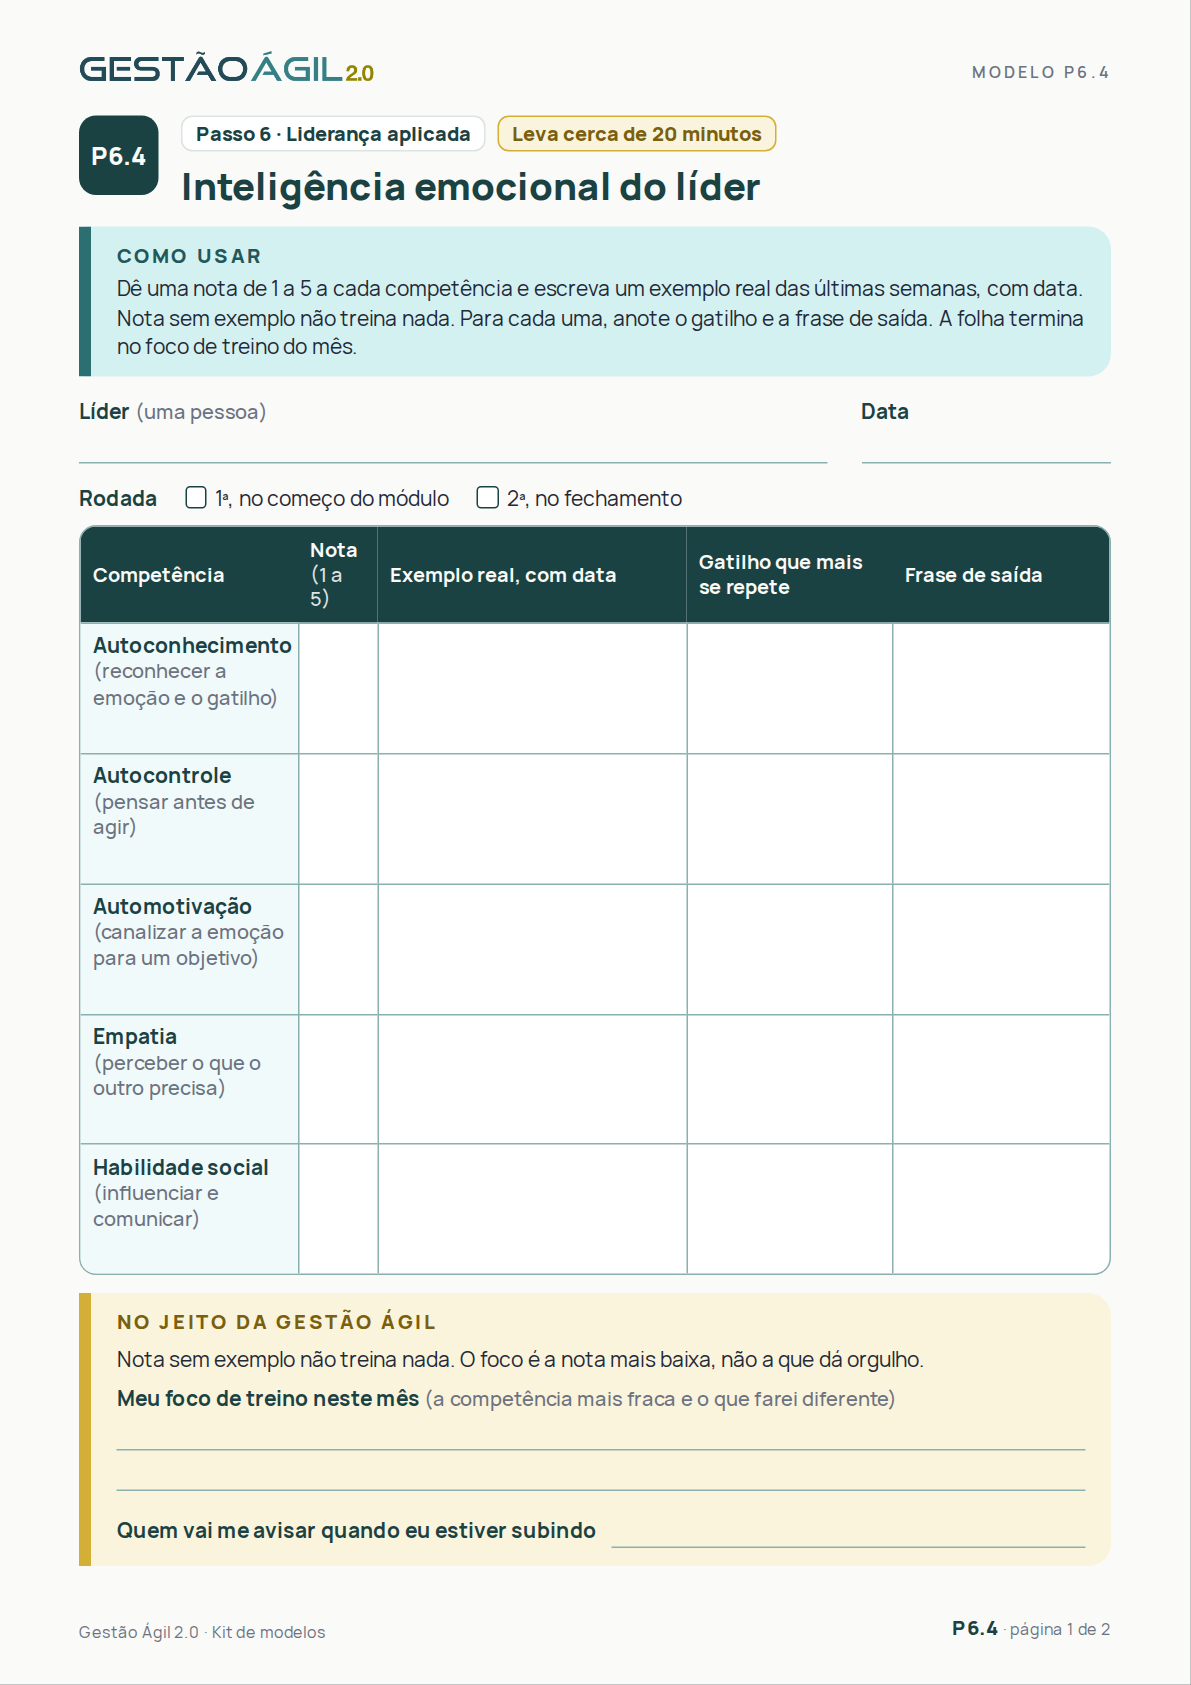 GESTÃOÁGIL2.0
MODELO P6.4
P6.4
Passo 6 · Liderança aplicada
Leva cerca de 20 minutos
Inteligência emocional do líder
COMO USAR
Dê uma nota de 1 a 5 a cada competência e escreva um exemplo real das últimas semanas, com data.
Nota sem exemplo não treina nada. Para cada uma, anote o gatilho e a frase de saída. A folha termina
no foco de treino do mês.
Líder (uma pessoa)
Data
Rodada
1ª, no começo do módulo
2ª, no fechamento
Competência
Nota
(1 a
5)
Exemplo real, com data
Gatilho que mais
se repete
Frase de saída
Autoconhecimento
(reconhecer a
emoção e o gatilho)
Autocontrole
(pensar antes de
agir)
Automotivação
(canalizar a emoção
para um objetivo)
Empatia
(perceber o que o
outro precisa)
Habilidade social
(influenciar e
comunicar)
NO JEITO DA GESTÃO ÁGIL
Nota sem exemplo não treina nada. O foco é a nota mais baixa, não a que dá orgulho.
Meu foco de treino neste mês (a competência mais fraca e o que farei diferente)
Quem vai me avisar quando eu estiver subindo
Gestão Ágil 2.0 · Kit de modelos
P6.4 · página 1 de 2